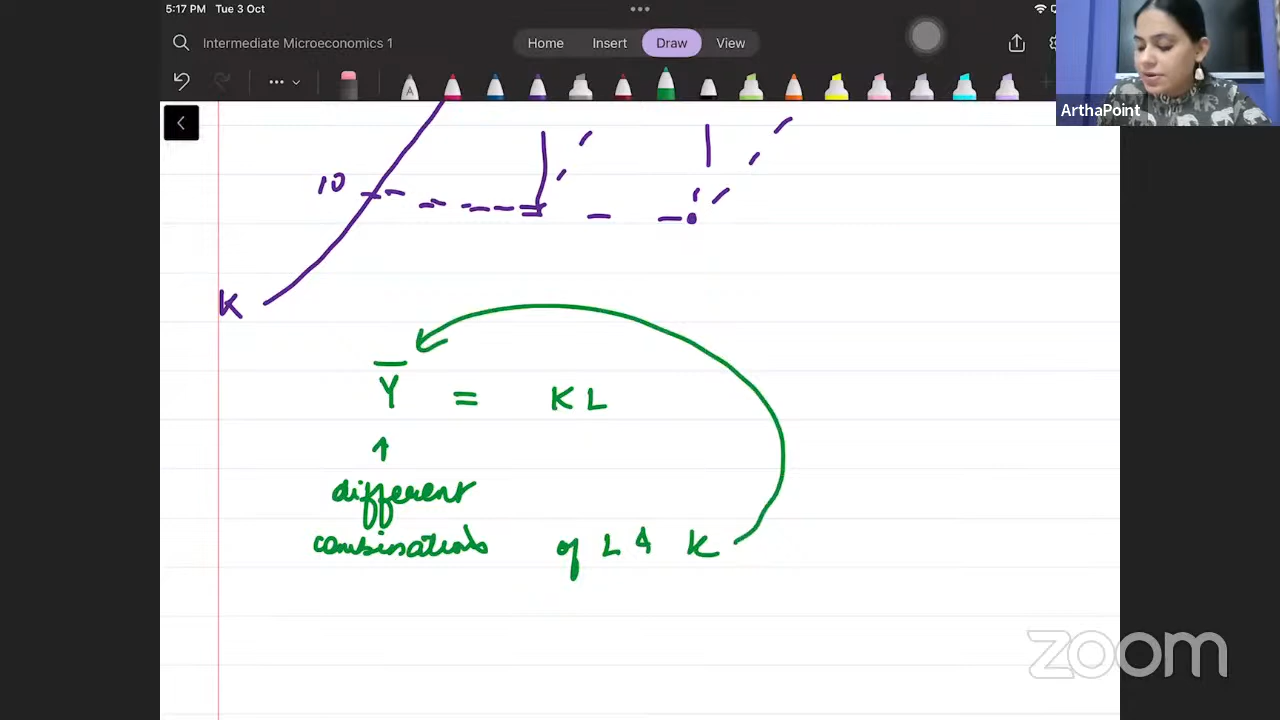 5:17 PM Tue 3 Oct
Intermediate Microeconomics 1
Home Insert Draw View
A
ArthaPoint
10
K
Y = KL
different
combinations of L & K
zoom